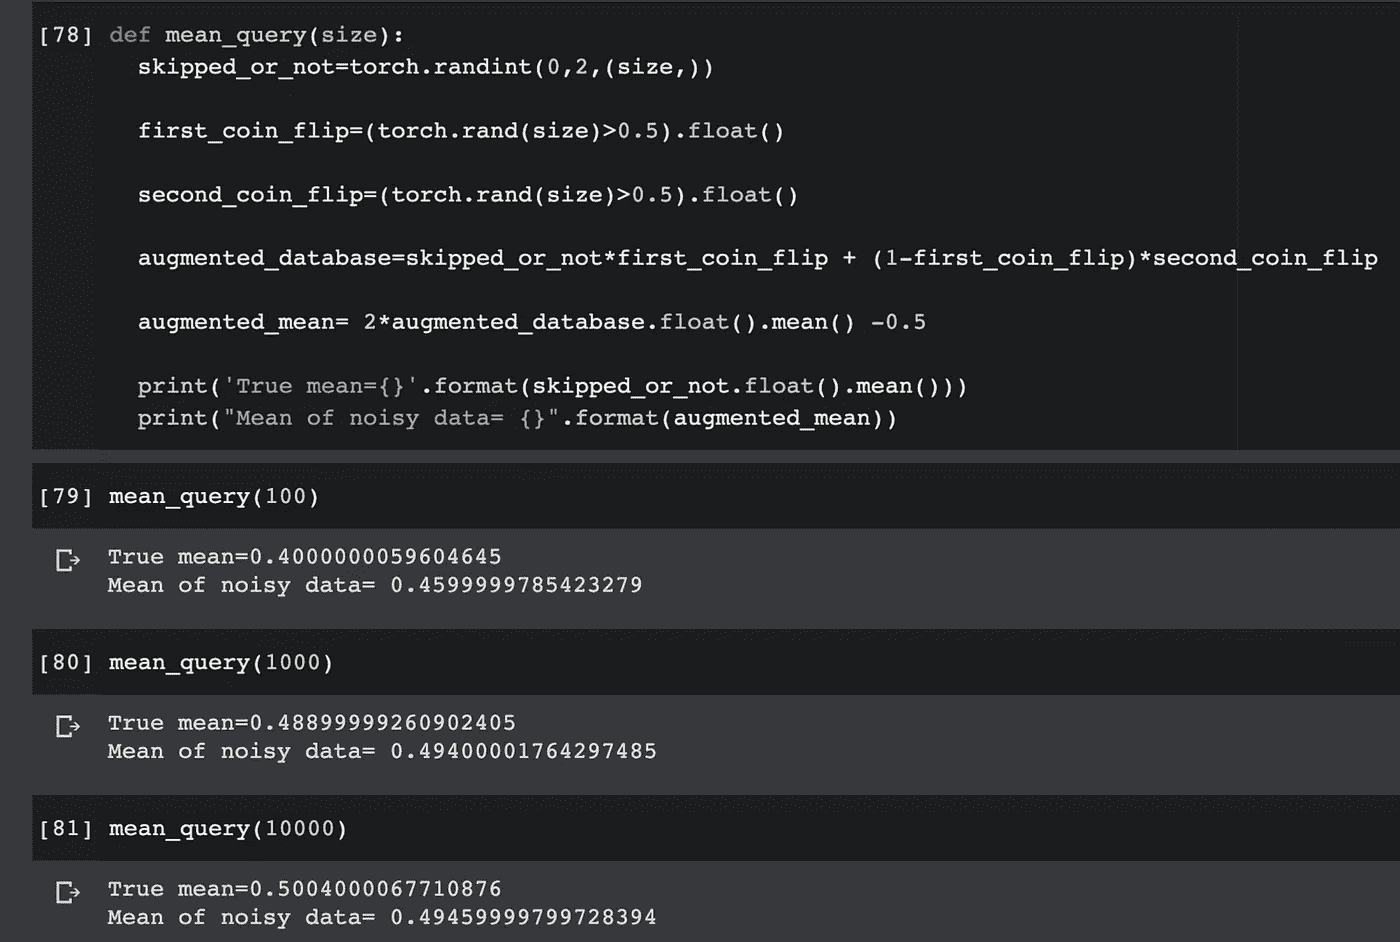 [78] def mean_query(size):
skipped_or_not=torch.randint(0,2,(size,))
first_coin_flip=(torch.rand(size)>0.5).float()
second_coin_flip=(torch.rand(size)>0.5).float()
augmented_database=skipped_or_not*first_coin_flip + (1-first_coin_flip)*second_coin_flip
augmented_mean= 2*augmented_database.float().mean() -0.5
print('True mean={}'.format(skipped_or_not.float().mean()))
print("Mean of noisy data= {}".format(augmented_mean))
[79] mean_query(100)
True mean=0.4000000059604645
Mean of noisy data= 0.4599999785423279
[80] mean_query(1000)
True mean=0.48899999260902405
Mean of noisy data= 0.49400001764297485
[81] mean_query(10000)
True mean=0.5004000067710876
Mean of noisy data= 0.49459999799728394